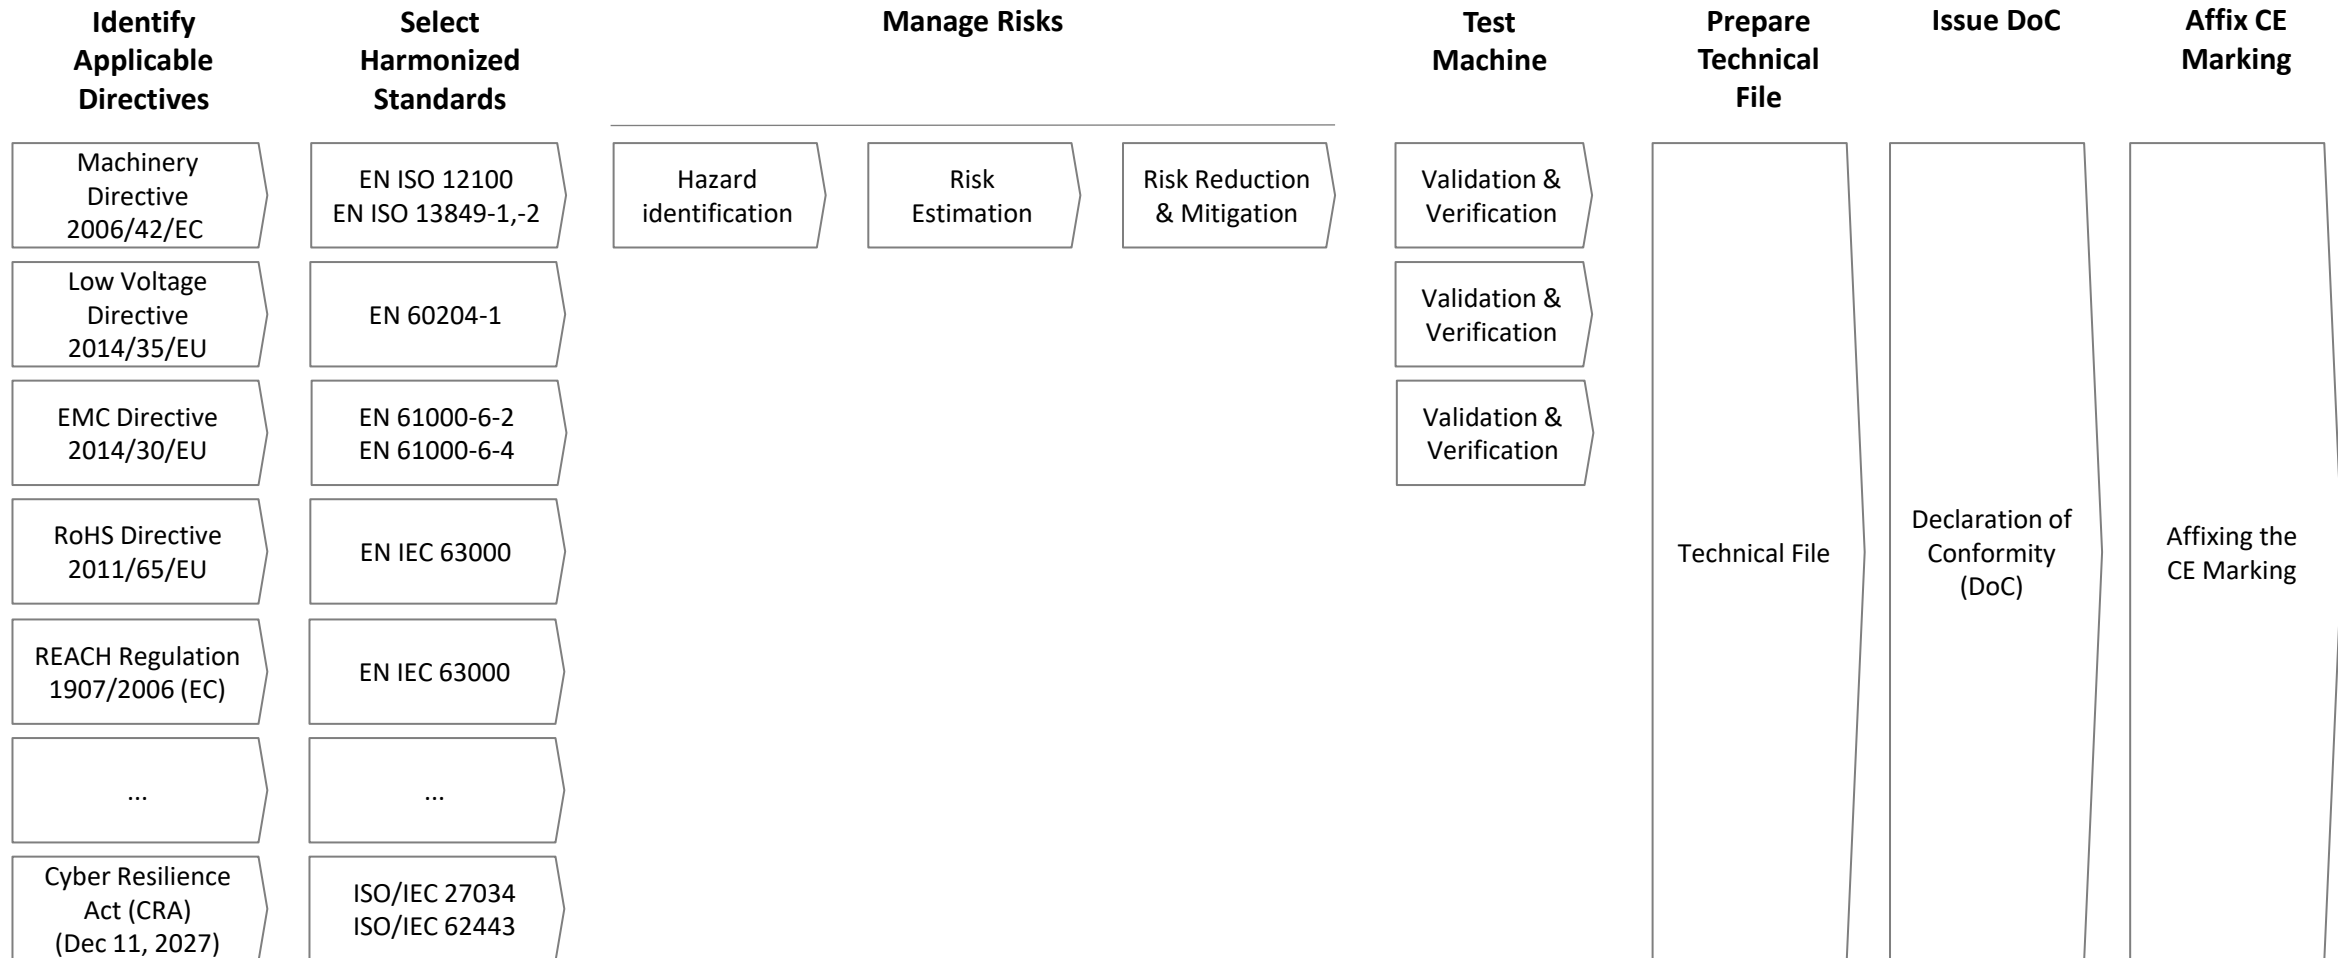 Identify
Applicable
Directives
Select
Harmonized
Standards
Manage Risks
Test
Machine
Prepare
Technical
File
Issue DoC
Affix CE
Marking
Machinery
Directive
2006/42/EC
EN ISO 12100
EN ISO 13849-1,-2
Hazard
identification
Risk
Estimation
Risk Reduction
& Mitigation
Validation &
Verification
Low Voltage
Directive
2014/35/EU
EN 60204-1
Validation &
Verification
EMC Directive
2014/30/EU
EN 61000-6-2
EN 61000-6-4
Validation &
Verification
RoHS Directive
2011/65/EU
EN IEC 63000
REACH Regulation
1907/2006 (EC)
EN IEC 63000
...
...
Cyber Resilience
Act (CRA)
(Dec 11, 2027)
ISO/IEC 27034
ISO/IEC 62443
Technical File
Declaration of
Conformity
(DoC)
Affixing the
CE Marking